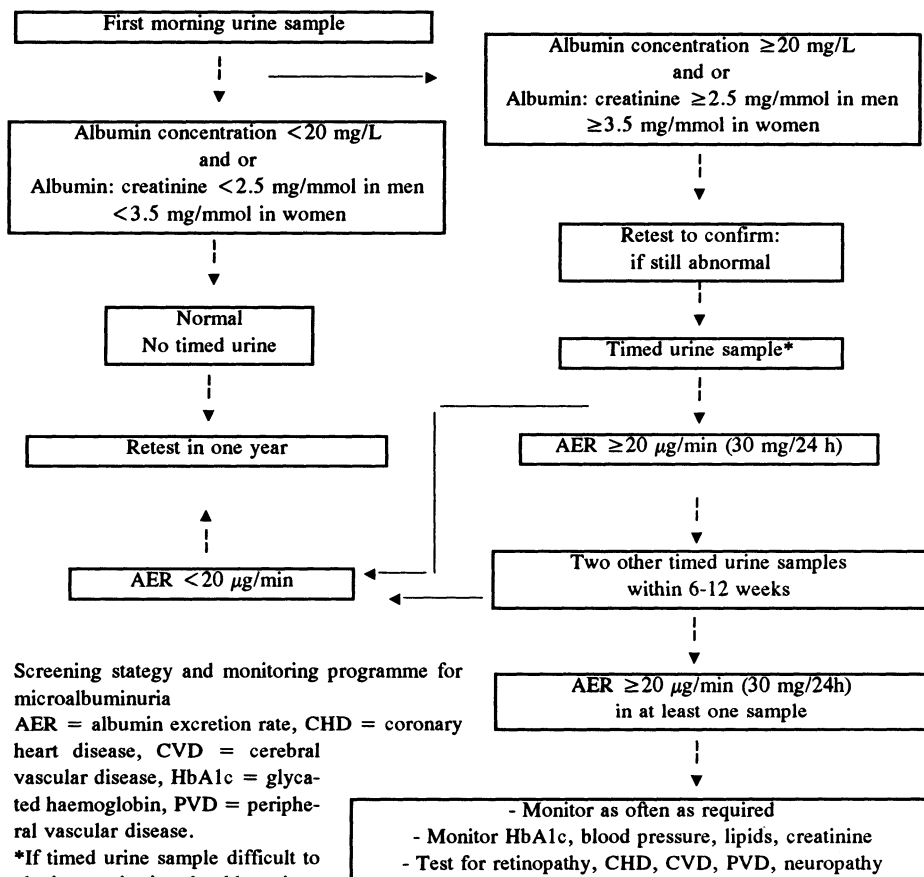 First morning urine sample
Albumin concentration ≥20 mg/L
and or
Albumin: creatinine ≥2.5 mg/mmol in men
≥3.5 mg/mmol in women
Albumin concentration <20 mg/L
and or
Albumin: creatinine <2.5 mg/mmol in men
<3.5 mg/mmol in women
Retest to confirm:
if still abnormal
Normal
No timed urine
Timed urine sample*
Retest in one year
AER ≥20 μg/min (30 mg/24 h)
AER <20 μg/min
Two other timed urine samples
within 6-12 weeks
AER ≥20 μg/min (30 mg/24h)
in at least one sample
- Monitor as often as required
- Monitor HbA1c, blood pressure, lipids, creatinine
- Test for retinopathy, CHD, CVD, PVD, neuropathy
Screening stategy and monitoring programme for
microalbuminuria
AER = albumin excretion rate, CHD = coronary
heart disease, CVD = cerebral
vascular disease, HbA1c = glyca-
ted haemoglobin, PVD = periphe-
ral vascular disease.
*If timed urine sample difficult to